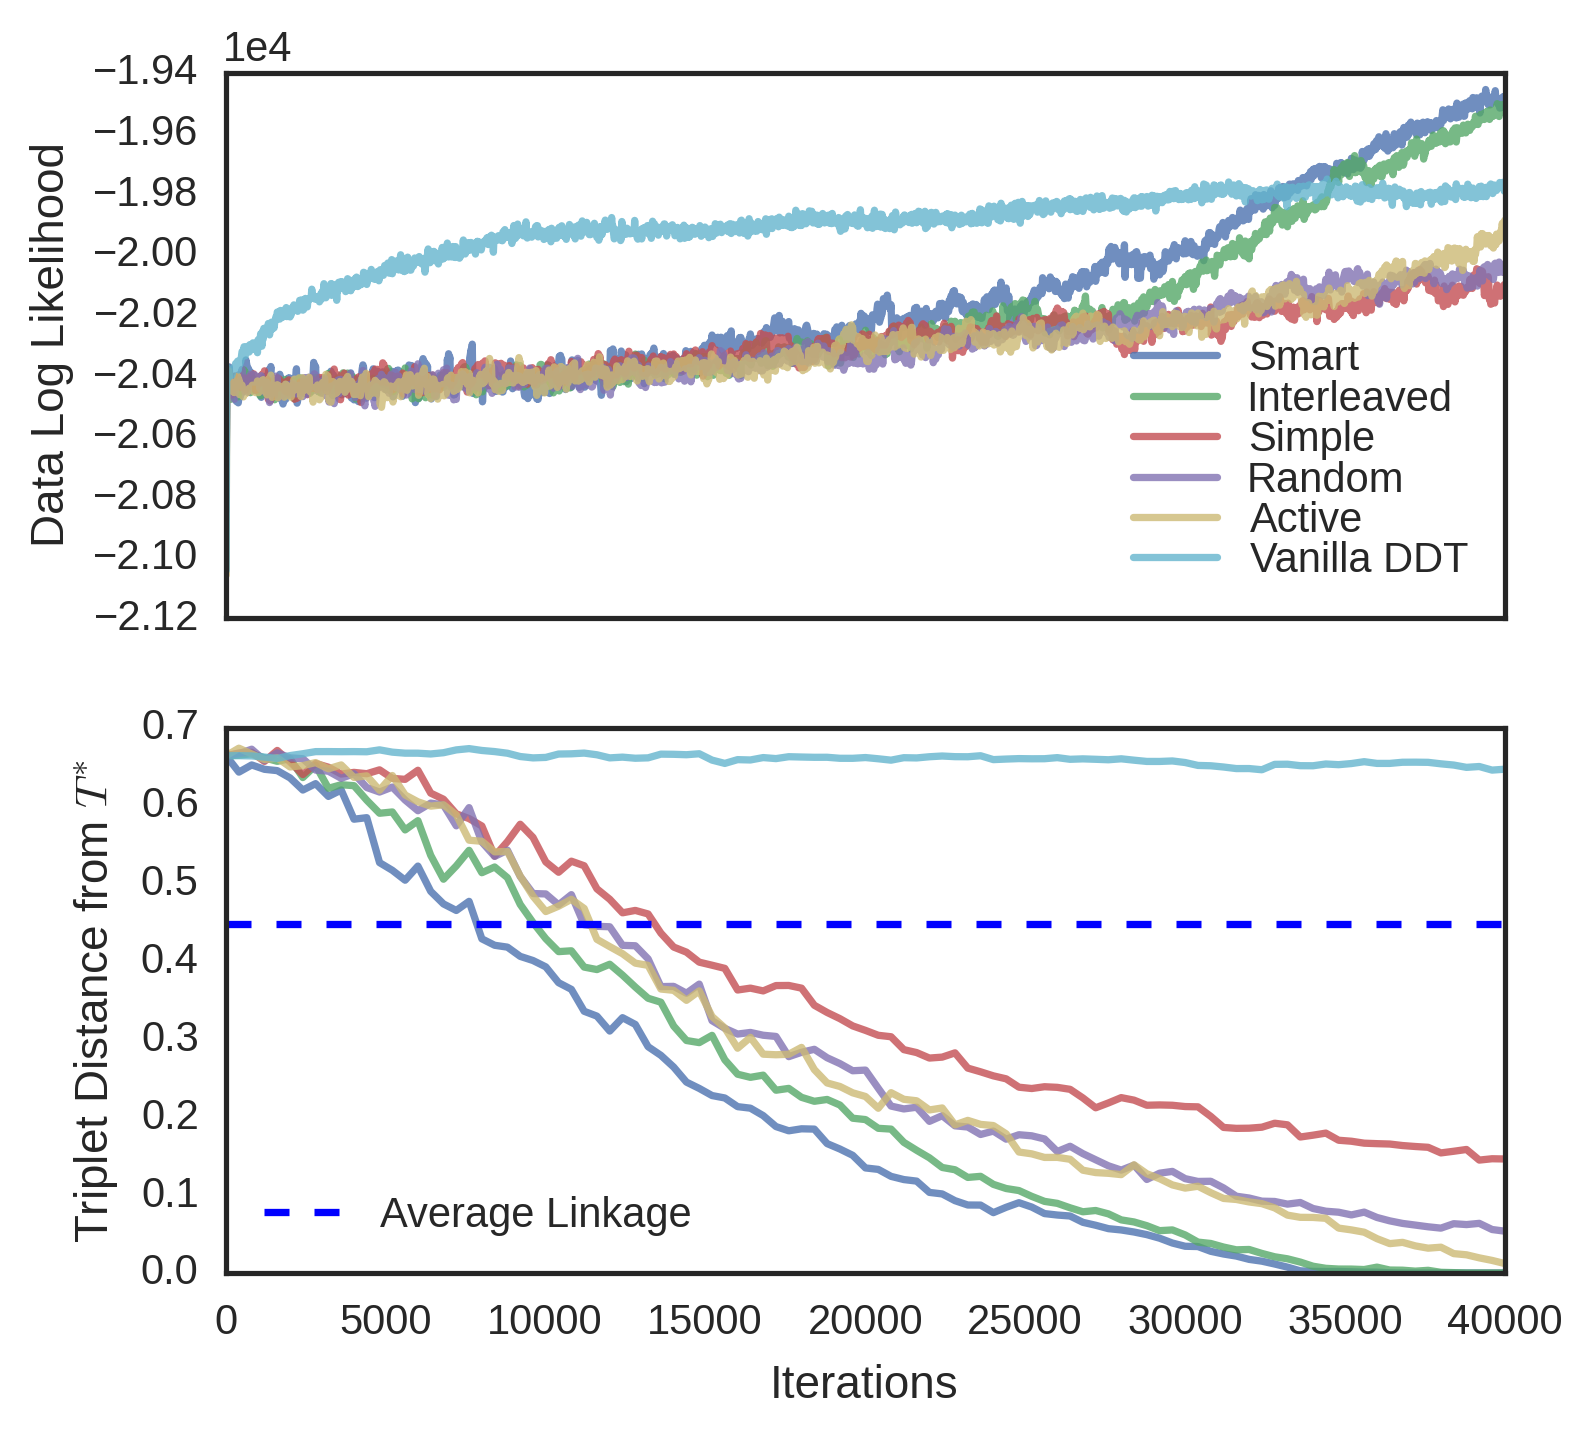 1e4
−1.94
−1.96
−1.98
−2.00
−2.02
−2.04
−2.06
−2.08
−2.10
−2.12
Data Log Likelihood
Smart
Interleaved
Simple
Random
Active
Vanilla DDT
0.7
0.6
0.5
0.4
0.3
0.2
0.1
0.0
Triplet Distance from T*
Average Linkage
0 5000 10000 15000 20000 25000 30000 35000 40000
Iterations